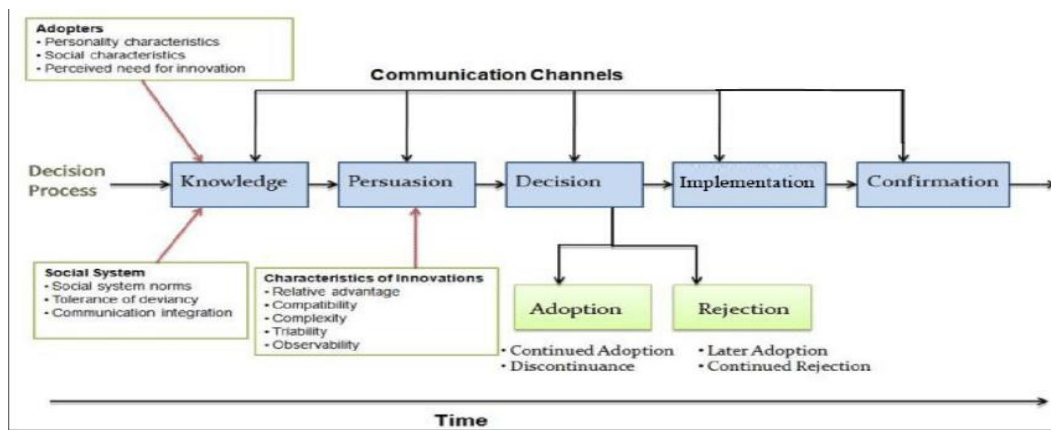 Adopters
• Personality characteristics
• Social characteristics
• Perceived need for innovation
Communication Channels
Decision
Process
Knowledge
Persuasion
Decision
Implementation
Confirmation
Social System
• Social system norms
• Tolerance of deviancy
• Communication integration
Characteristics of Innovations
• Relative advantage
• Compatibility
• Complexity
• Triability
• Observability
Adoption
Rejection
• Continued Adoption
• Discontinuance
• Later Adoption
• Continued Rejection
Time